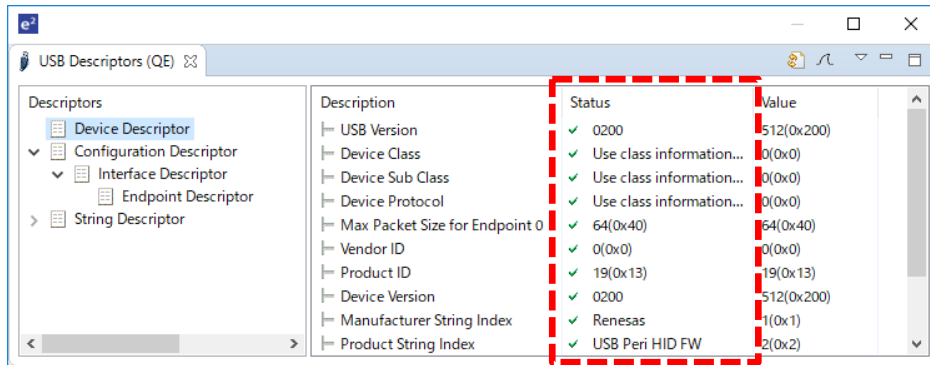 e²
USB Descriptors (QE)
Descriptors
Device Descriptor
Configuration Descriptor
Interface Descriptor
Endpoint Descriptor
String Descriptor
Description Status Value
USB Version 0200 512(0x200)
Device Class Use class information... 0(0x0)
Device Sub Class Use class information... 0(0x0)
Device Protocol Use class information... 0(0x0)
Max Packet Size for Endpoint 0 64(0x40) 64(0x40)
Vendor ID 0(0x0) 0(0x0)
Product ID 19(0x13) 19(0x13)
Device Version 0200 512(0x200)
Manufacturer String Index Renesas 1(0x1)
Product String Index USB Peri HID FW 2(0x2)